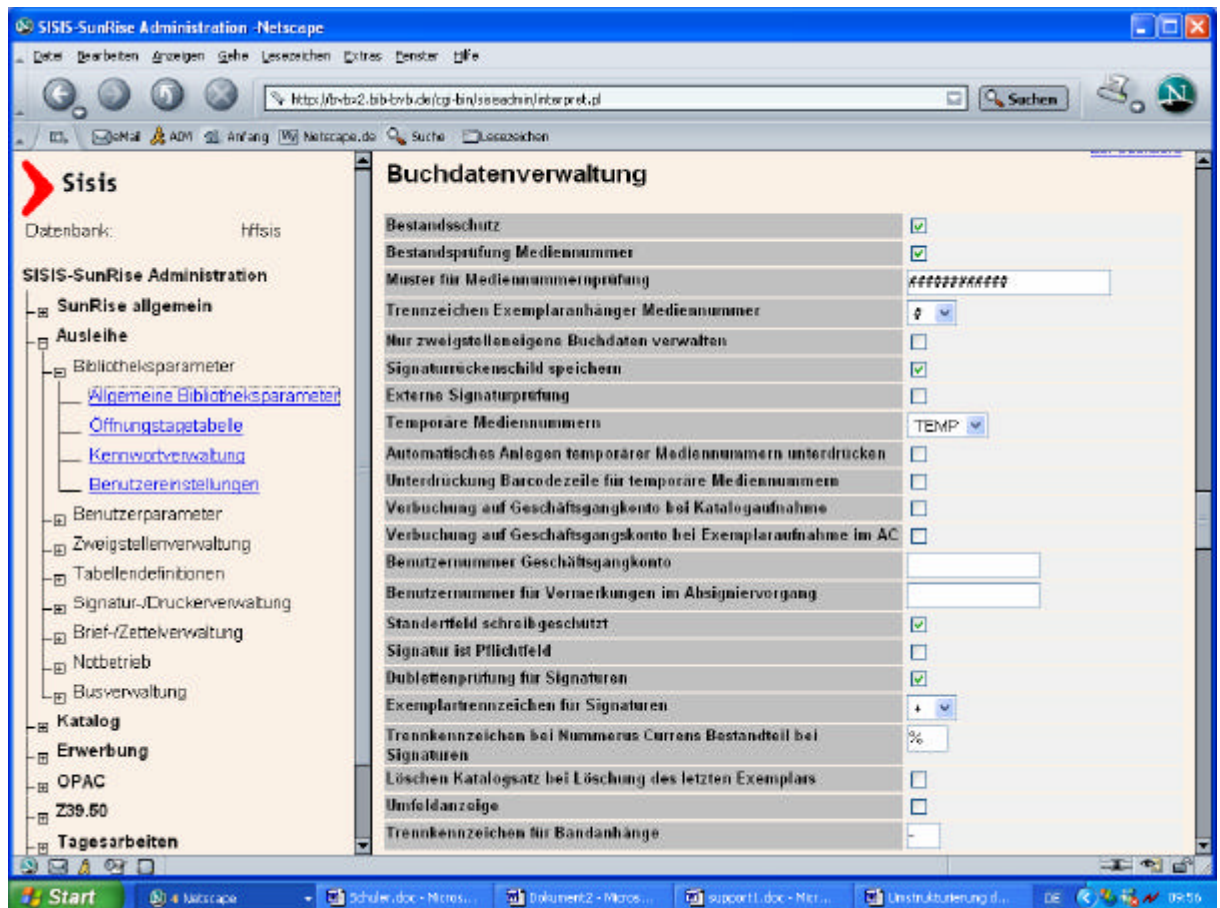 SISIS-SunRise Administration -Netscape
Datei Bearbeiten Anzeigen Gehe Lesezeichen Extras Fenster Hilfe
Suchen
eMail ADM Anfang Netscape.de Suche Lesezeichen
Sisis
Datenbank: hffsis
SISIS-SunRise Administration
SunRise allgemein
Ausleihe
Bibliotheksparameter
Allgemeine Bibliotheksparameter
Öffnungstagetabelle
Kennwortverwaltung
Benutzereinstellungen
Benutzerparameter
Zweigstellenverwaltung
Tabellendefinitionen
Signatur-/Druckerverwaltung
Brief-/Zettelverwaltung
Notbetrieb
Busverwaltung
Katalog
Erwerbung
OPAC
Z39.50
Tagesarbeiten
Buchdatenverwaltung
Bestandsschutz
Bestandsprüfung Mediennummer
Muster für Mediennummernprüfung
Trennzeichen Exemplaranhänger Mediennummer
Nur zweigstelleneigene Buchdaten verwalten
Signaturrückenschild speichern
Externe Signaturprüfung
Temporäre Mediennummern TEMP
Automatisches Anlegen temporärer Mediennummern unterdrücken
Unterdrückung Barcodezeile für temporäre Mediennummern
Verbuchung auf Geschäftsgangkonto bei Katalogaufnahme
Verbuchung auf Geschäftsgangskonto bei Exemplaraufnahme im AC
Benutzernummer Geschäftsgangkonto
Benutzernummer für Vormerkungen im Absigniervorgang
Standortfeld schreibgeschützt
Signatur ist Pflichtfeld
Dublettenprüfung für Signaturen
Exemplartrennzeichen für Signaturen +
Trennkennzeichen bei Nummerus Currens Bestandteil bei %
Signaturen
Löschen Katalogsatz bei Löschung des letzten Exemplars
Umfeldanzeige
Trennkennzeichen für Bandanhänge -
Start 4 Netscape Schuler.doc - Micros... Dokument2 - Micros... support1.doc - Micr... Umstrukturierung d... DE 09:56